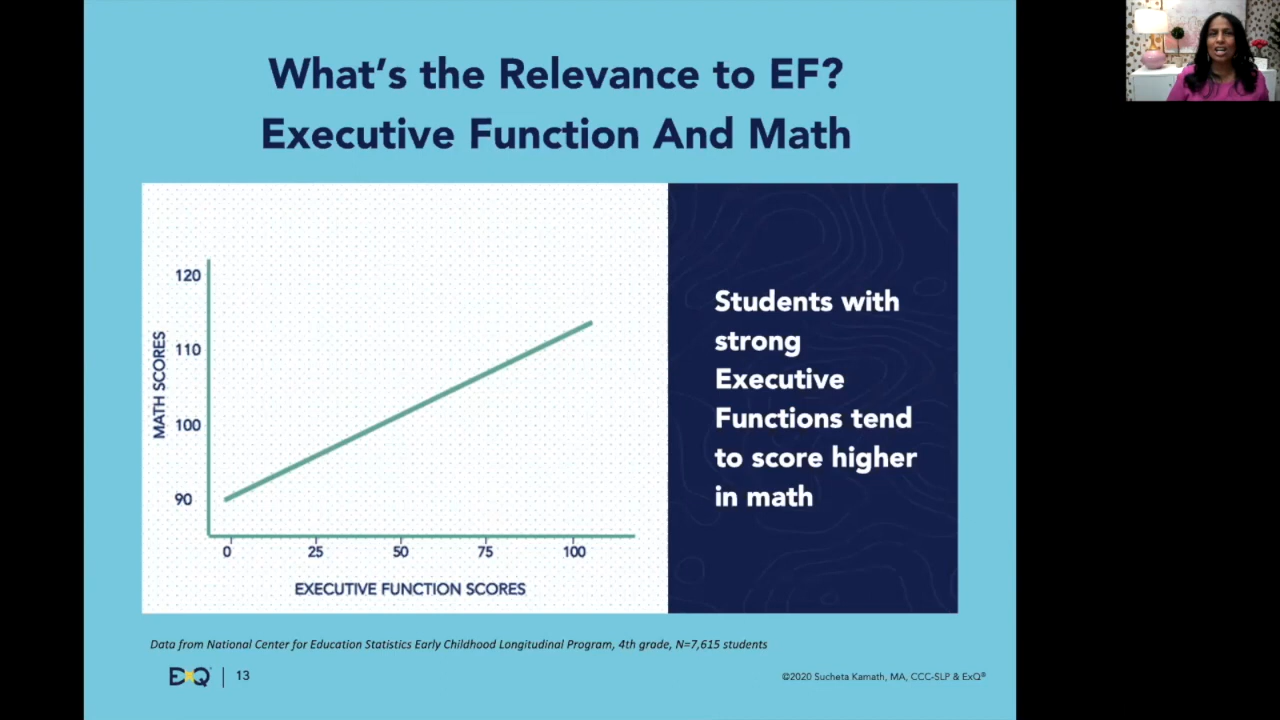 What's the Relevance to EF?
Executive Function And Math
120
110
100
90
MATH SCORES
0 25 50 75 100
EXECUTIVE FUNCTION SCORES
Students with
strong
Executive
Functions tend
to score higher
in math
Data from National Center for Education Statistics Early Childhood Longitudinal Program, 4th grade, N=7,615 students
ExQ | 13
©2020 Sucheta Kamath, MA, CCC-SLP & ExQ®